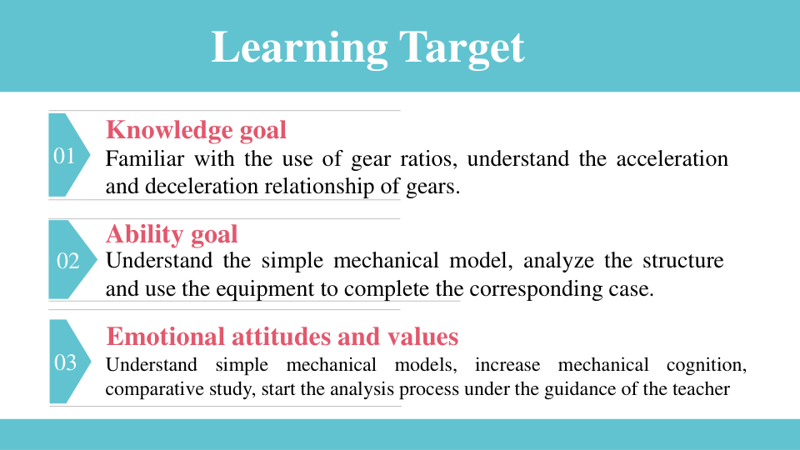 Learning Target
01
Knowledge goal
Familiar with the use of gear ratios, understand the acceleration
and deceleration relationship of gears.
02
Ability goal
Understand the simple mechanical model, analyze the structure
and use the equipment to complete the corresponding case.
03
Emotional attitudes and values
Understand simple mechanical models, increase mechanical cognition,
comparative study, start the analysis process under the guidance of the teacher